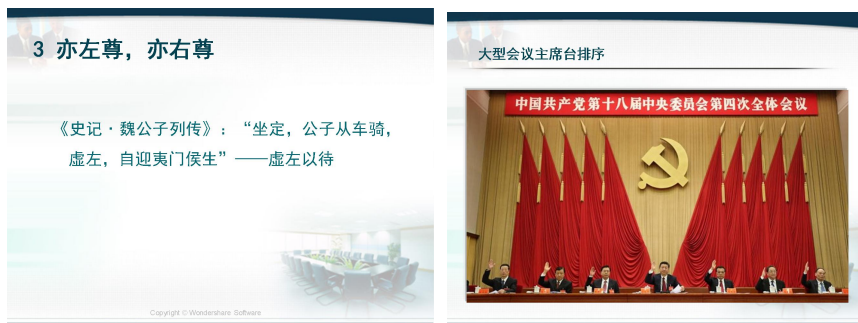 3 亦左尊，亦右尊
《史记·魏公子列传》：“坐定，公子从车骑，
虚左，自迎夷门侯生”——虚左以待
Copyright © Wondershare Software
大型会议主席台排序
中国共产党第十八届中央委员会第四次全体会议